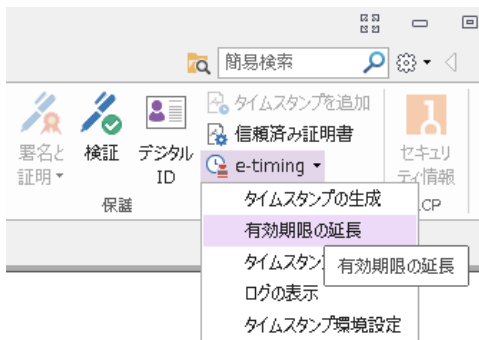 簡易検索
署名と
証明
検証
デジタル
ID
タイムスタンプを追加
信頼済み証明書
e-timing
セキュリ
ティ情報
保護
CP
タイムスタンプの生成
有効期限の延長
タイムスタン
有効期限の延長
ログの表示
タイムスタンプ環境設定